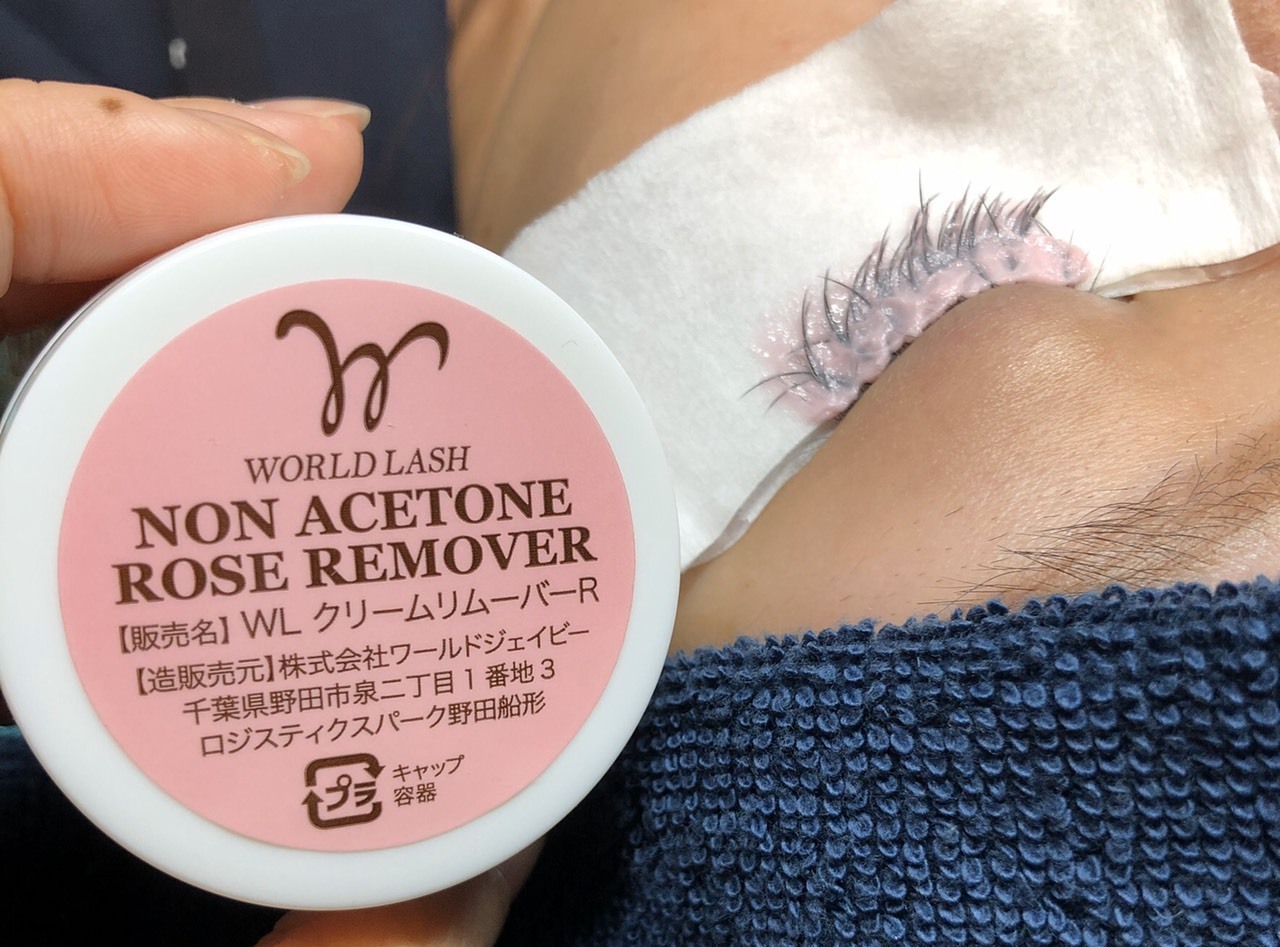 WORLD LASH
NON ACETONE
ROSE REMOVER
【販売名】WL クリームリムーバーR
【造販売元】株式会社ワールドジェイビー
千葉県野田市泉二丁目1番地3
ロジスティクスパーク野田船形
プラ
キャップ
容器